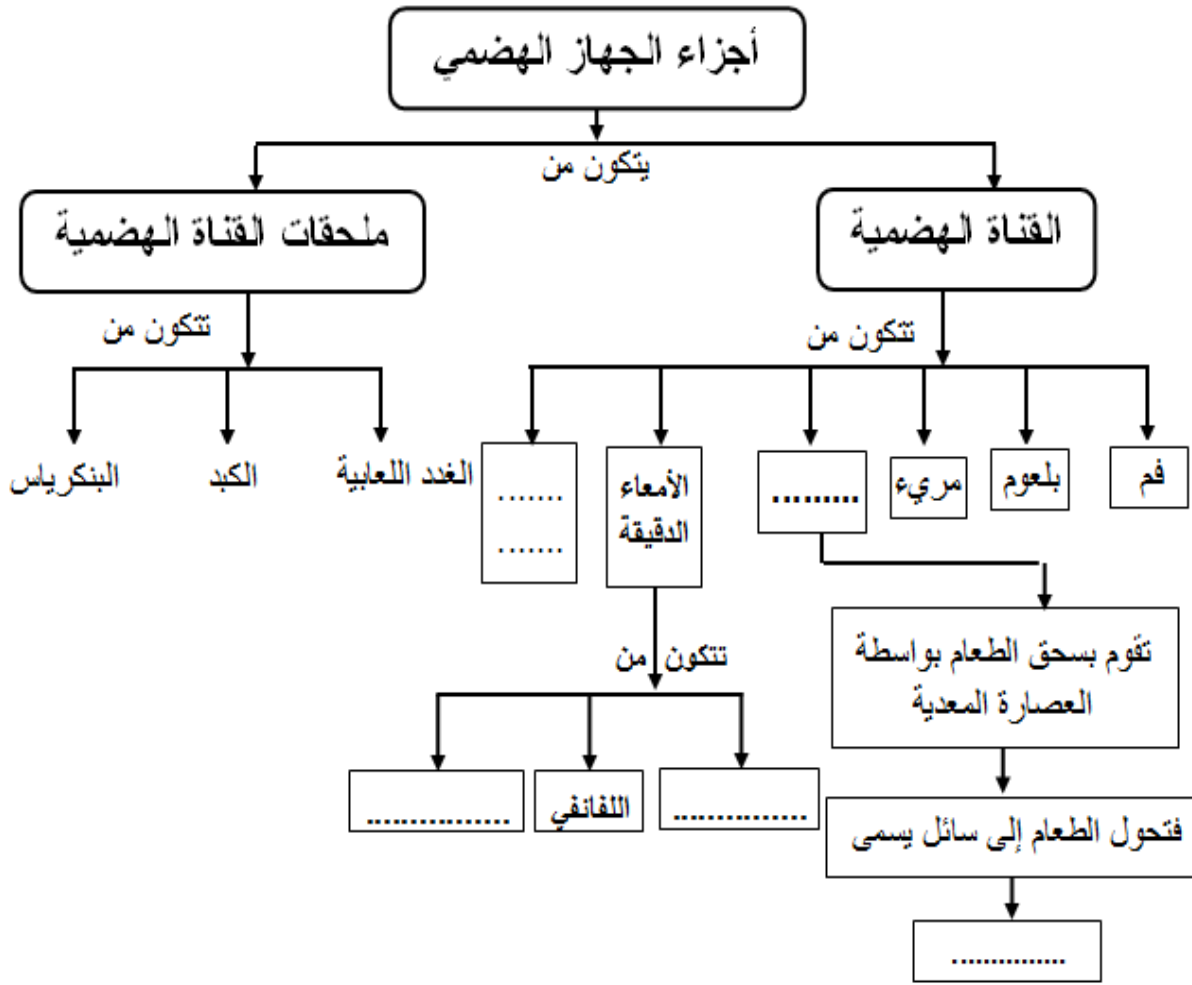 أجزاء الجهاز الهضمي
يتكون من
القناة الهضمية
ملحقات القناة الهضمية
تتكون من
تتكون من
فم
بلعوم
مريء
.........
الأمعاء
الدقيقة
.......
.......
الغدد اللعابية
الكبد
البنكرياس
تقوم بسحق الطعام بواسطة
العصارة المعدية
تتكون من
فتحول الطعام إلى سائل يسمى
...............
اللفانفي
................
..............